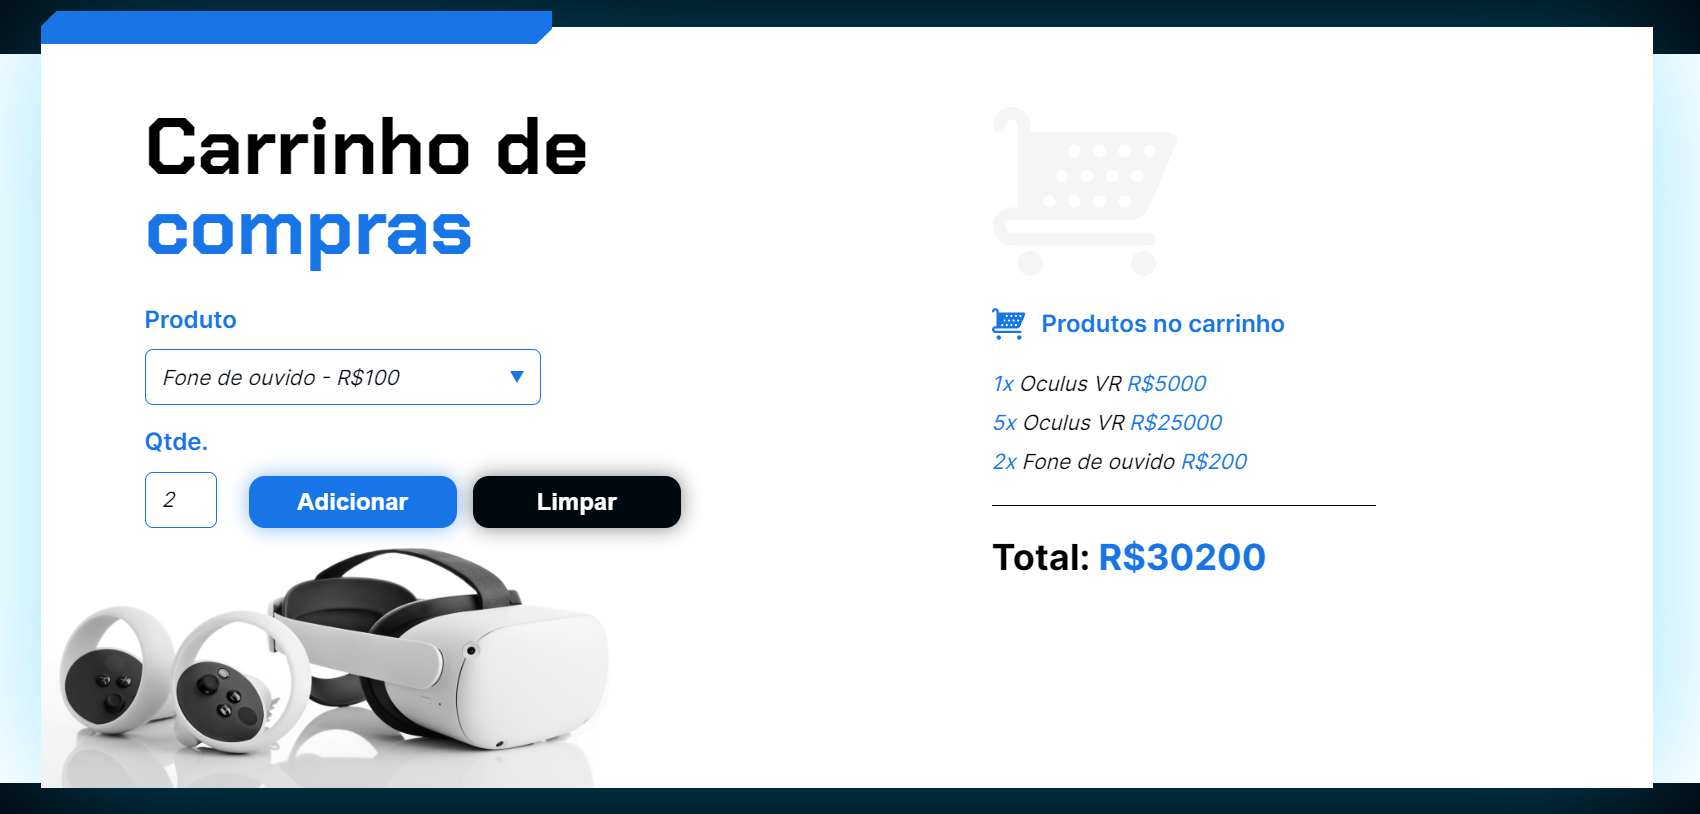 Carrinho de
compras
Produto
Fone de ouvido - R$100
Qtde.
2
Adicionar
Limpar
Produtos no carrinho
1x Oculus VR R$5000
5x Oculus VR R$25000
2x Fone de ouvido R$200
Total: R$30200